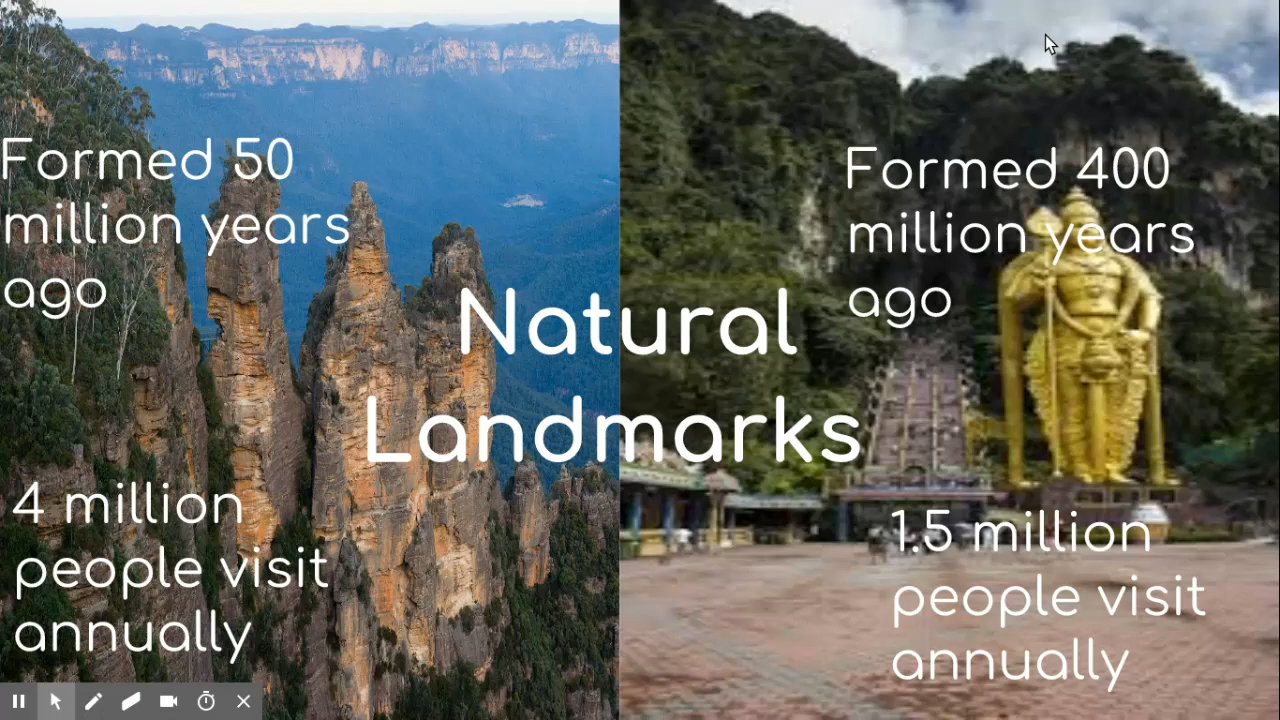 Formed 50
million years
ago
Formed 400
million years
ago
Natural
Landmarks
4 million
people visit
annually
1.5 million
people visit
annually